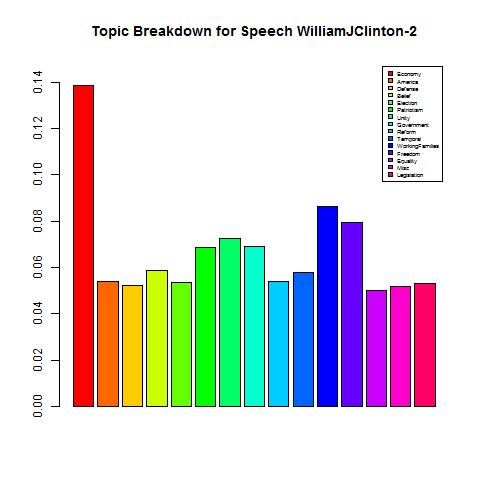 Topic Breakdown for Speech WilliamJClinton-2
0.14
0.12
0.10
0.08
0.06
0.04
0.02
0.00
Economy
America
Defense
Belief
Election
Patriotism
Unity
Government
Reform
Temporal
WorkingFamilies
Freedom
Equality
Misc
Legislation